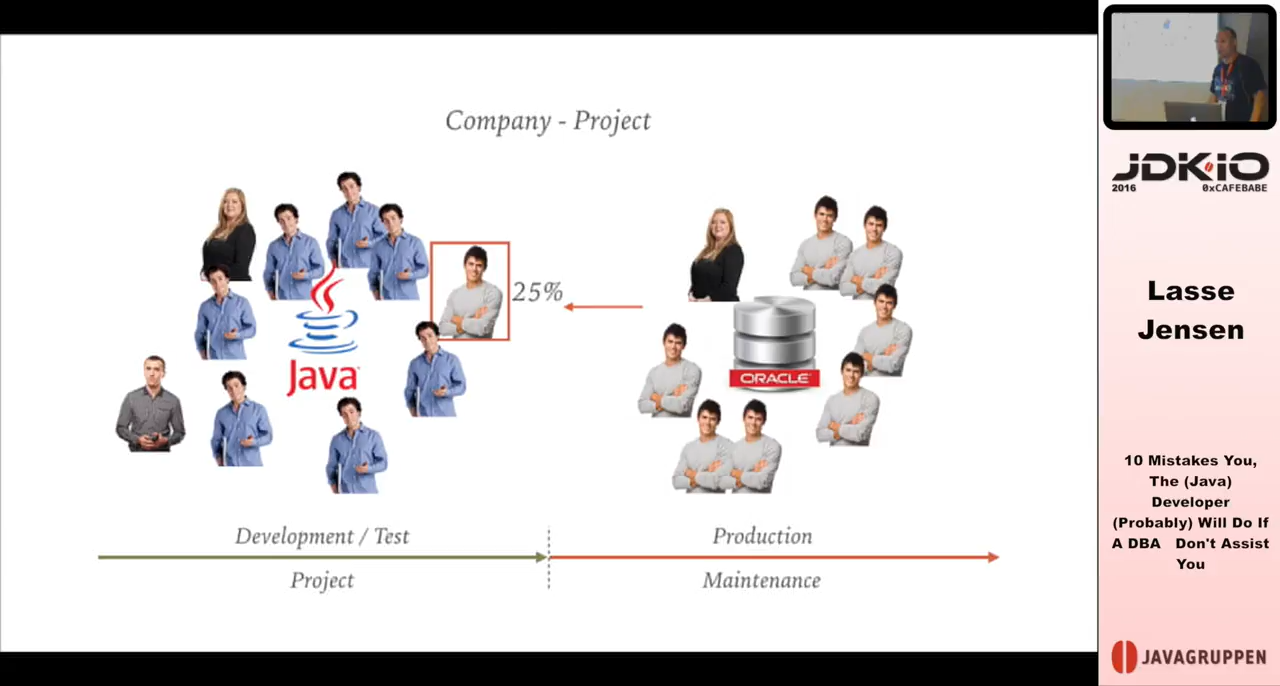 Company - Project
25%
Java
ORACLE
Development / Test
Production
Project
Maintenance
JDK.IO
2016
0xCAFEBABE
Lasse
Jensen
10 Mistakes You,
The (Java)
Developer
(Probably) Will Do If
A DBA Don't Assist
You
JAVAGRUPPEN